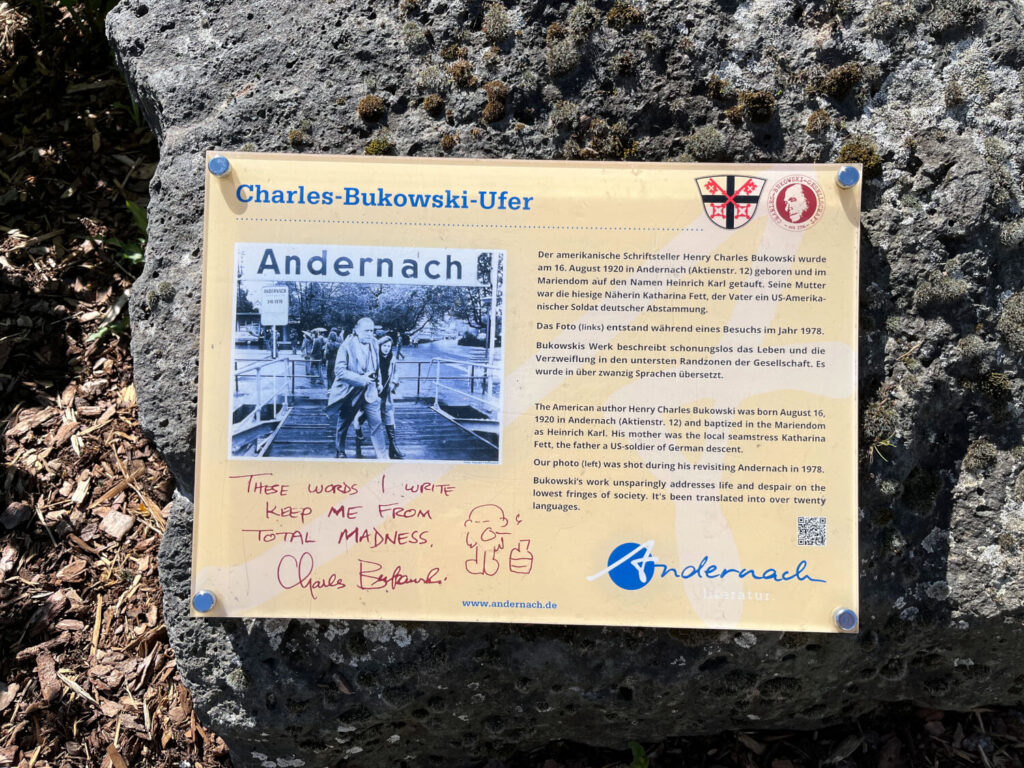 Charles-Bukowski-Ufer
Andernach
ANDERNACH
Der amerikanische Schriftsteller Henry Charles Bukowski wurde
am 16. August 1920 in Andernach (Aktienstr. 12) geboren und im
Mariendom auf den Namen Heinrich Karl getauft. Seine Mutter
war die hiesige Näherin Katharina Fett, der Vater ein US-Amerika-
nischer Soldat deutscher Abstammung.
Das Foto (links) entstand während eines Besuchs im Jahr 1978.
Bukowskis Werk beschreibt schonungslos das Leben und die
Verzweiflung in den untersten Randzonen der Gesellschaft. Es
wurde in über zwanzig Sprachen übersetzt.
The American author Henry Charles Bukowski was born August 16,
1920 in Andernach (Aktienstr. 12) and baptized in the Mariendom
as Heinrich Karl. His mother was the local seamstress Katharina
Fett, the father a US-soldier of German descent.
Our photo (left) was shot during his revisiting Andernach in 1978.
Bukowski's work unsparingly addresses life and despair on the
lowest fringes of society. It's been translated into over twenty
languages.
THESE WORDS I WRITE
KEEP ME FROM
TOTAL MADNESS.
Charles Bukowski.
Andernach
literatur.
www.andernach.de